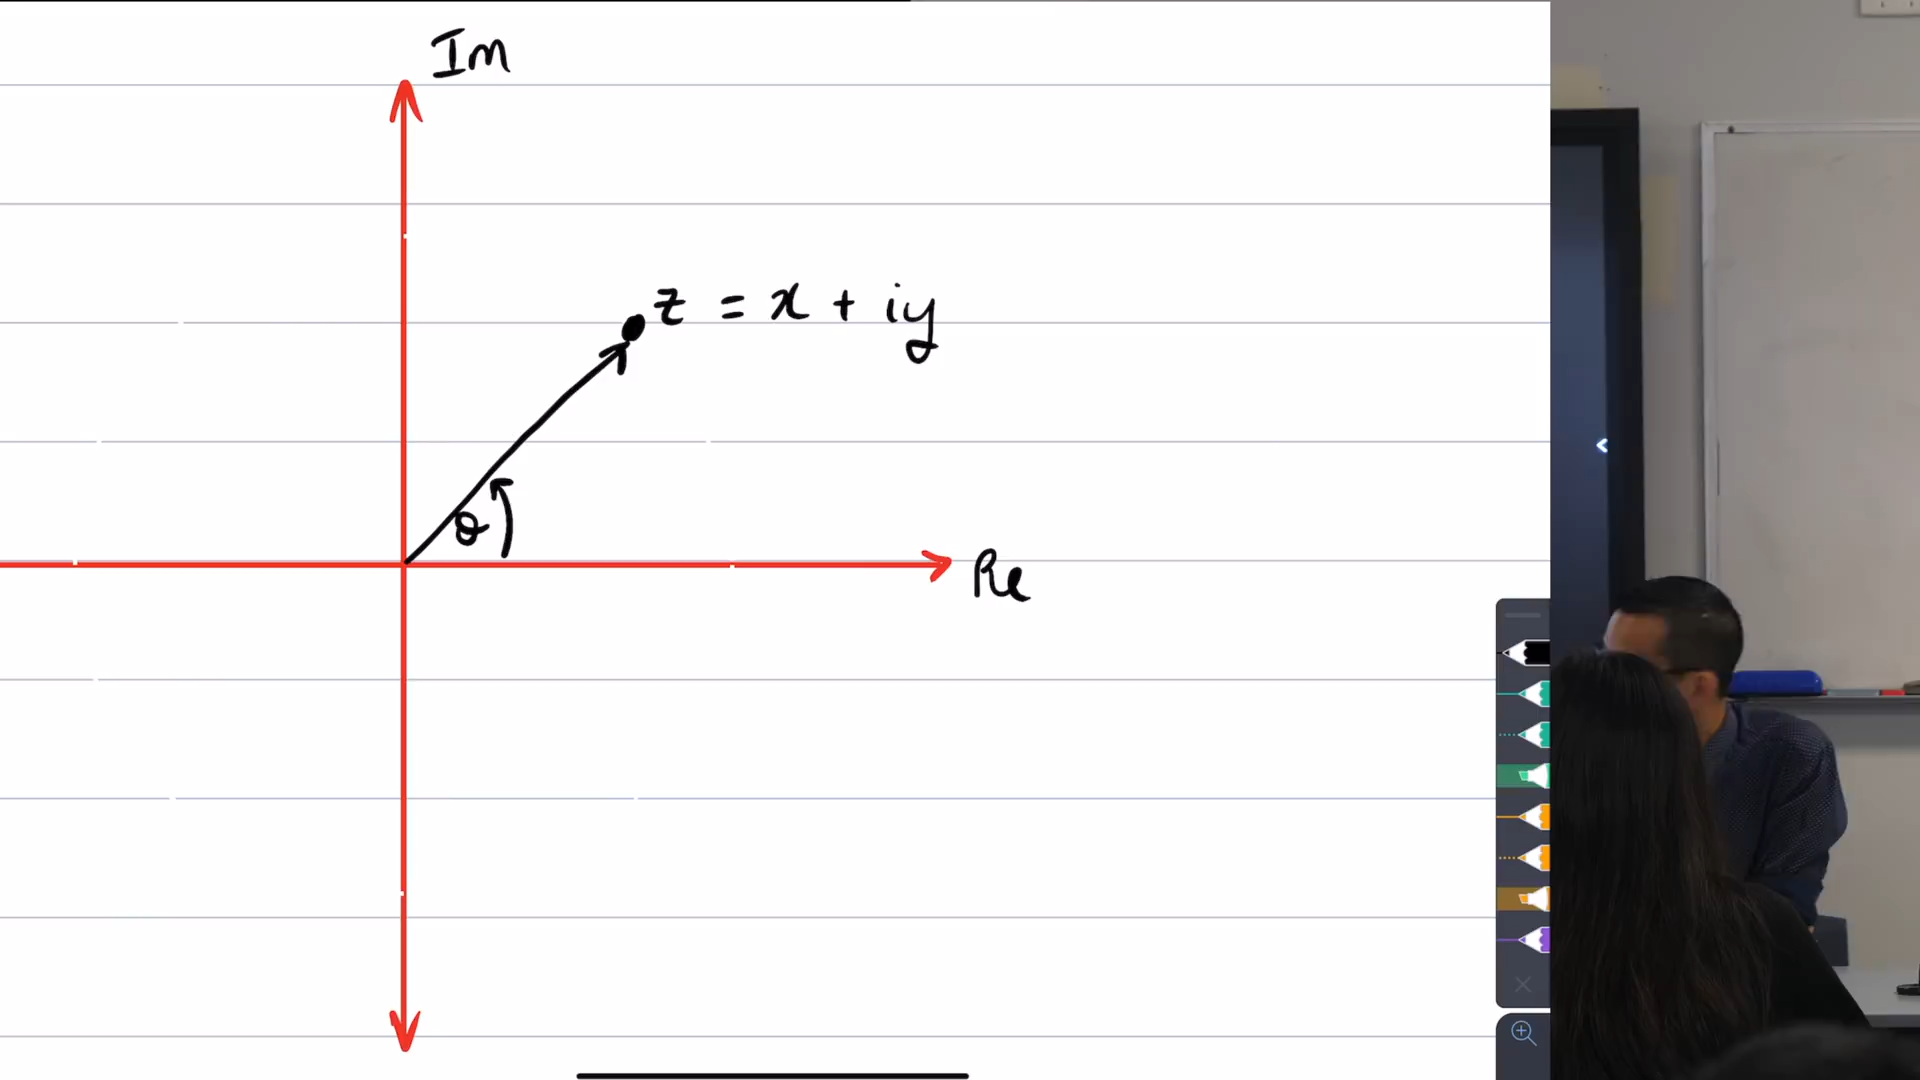 Im
z = x + iy
θ
Re